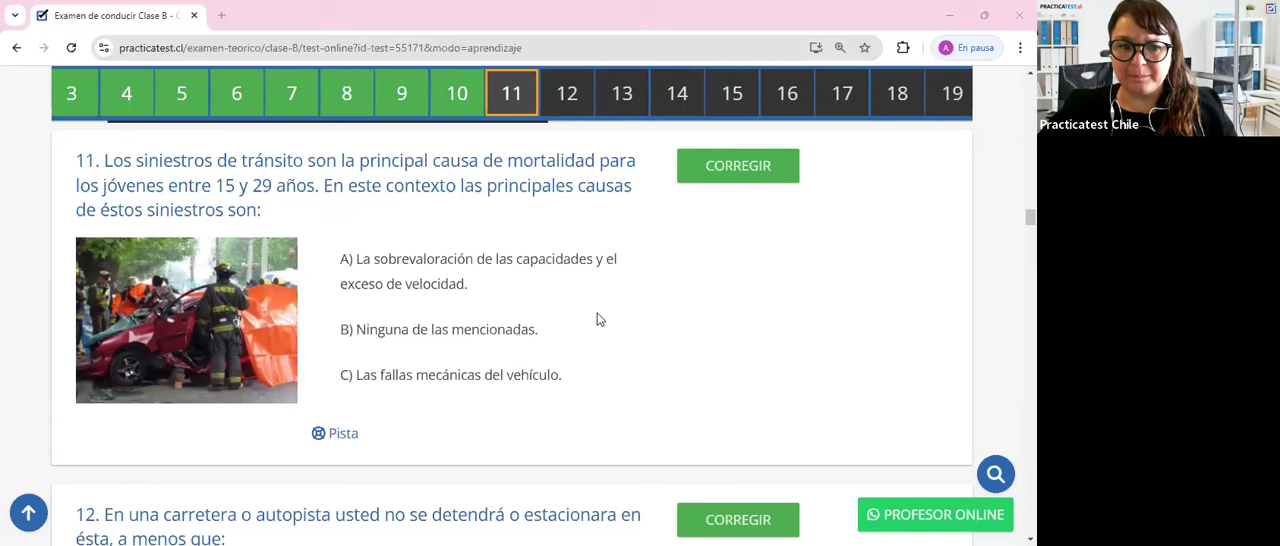 Examen de conducir Clase B - C
practicatest.cl/examen-teorico/clase-B/test-online?id-test=55171&modo=aprendizaje
A En pausa
3 4 5 6 7 8 9 10 11 12 13 14 15 16 17 18 19
11. Los siniestros de tránsito son la principal causa de mortalidad para
los jóvenes entre 15 y 29 años. En este contexto las principales causas
de éstos siniestros son:
CORREGIR
A) La sobrevaloración de las capacidades y el
exceso de velocidad.
B) Ninguna de las mencionadas.
C) Las fallas mecánicas del vehículo.
Pista
12. En una carretera o autopista usted no se detendrá o estacionara en
ésta, a menos que:
CORREGIR
PROFESOR ONLINE
PRACTICATEST.cl
Practicatest Chile